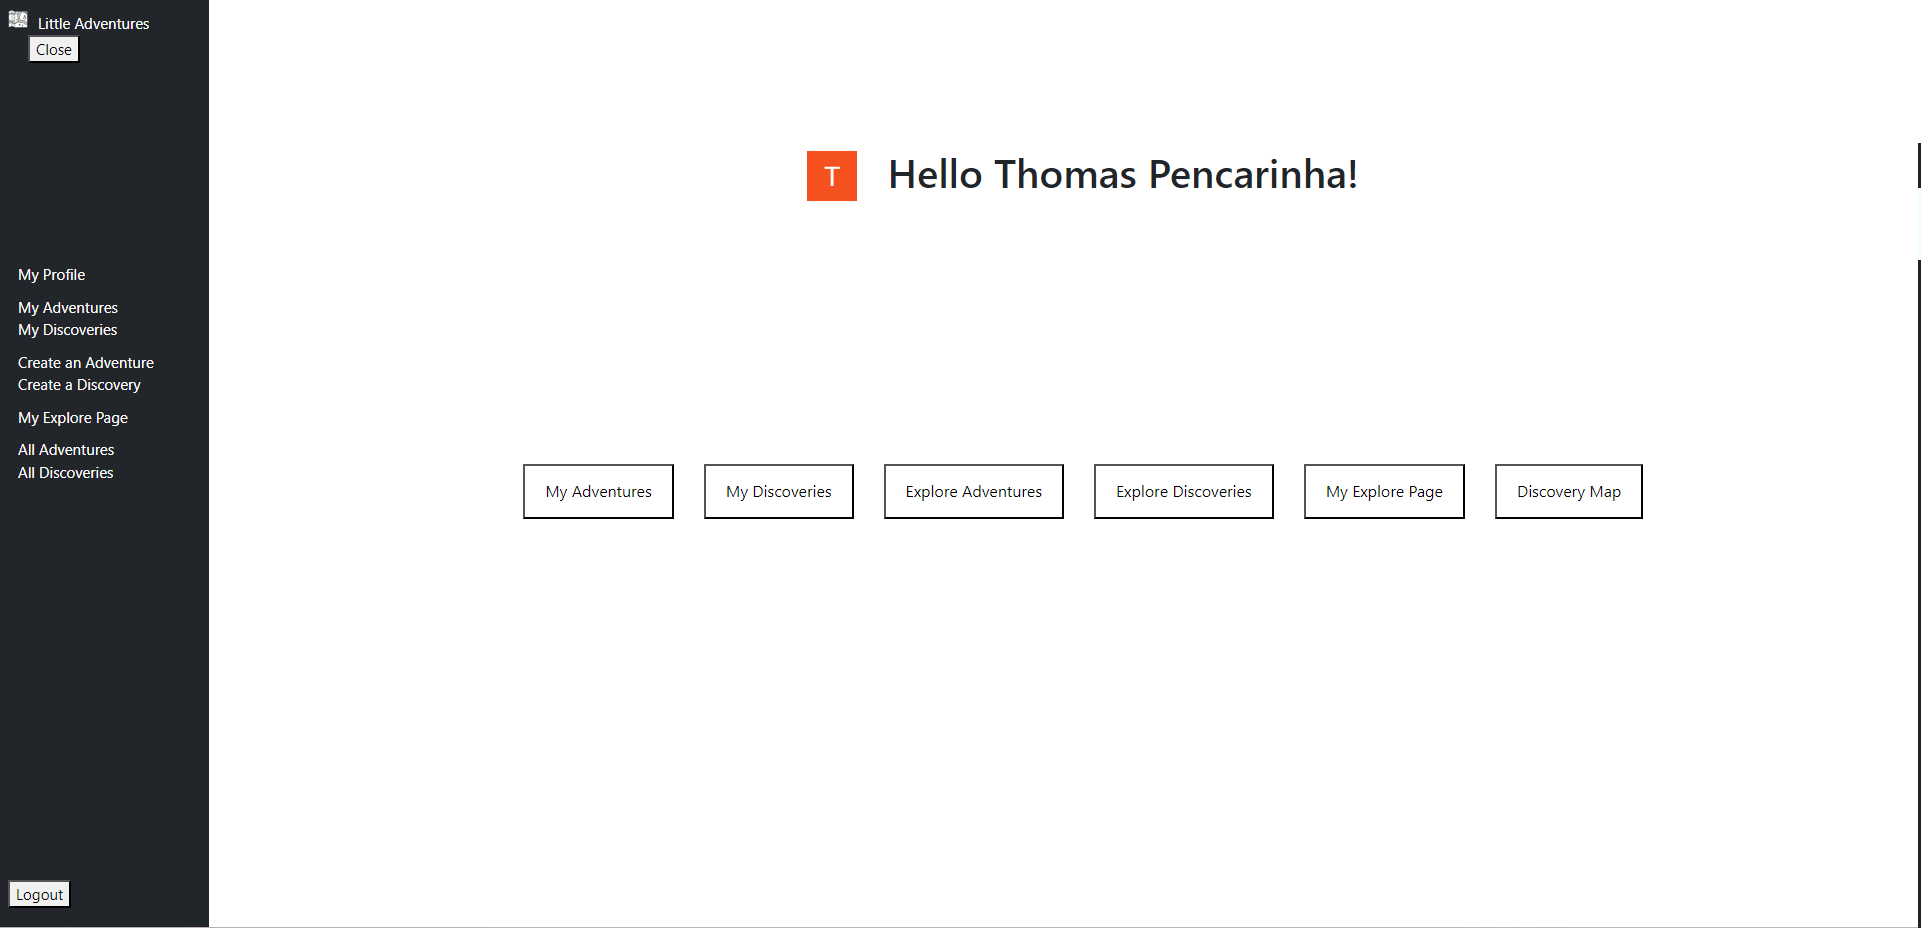 Little Adventures
Close
My Profile
My Adventures
My Discoveries
Create an Adventure
Create a Discovery
My Explore Page
All Adventures
All Discoveries
Logout
T Hello Thomas Pencarinha!
My Adventures My Discoveries Explore Adventures Explore Discoveries My Explore Page Discovery Map